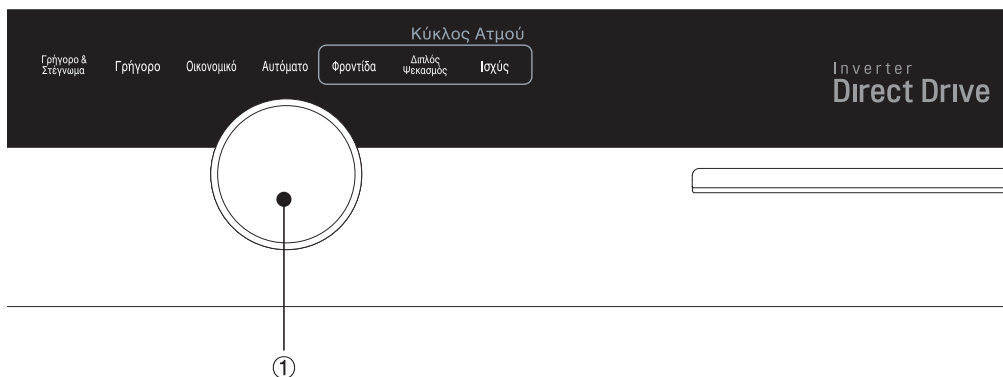 Κύκλος Ατμού
Γρήγορο &
Στέγνωμα
Γρήγορο
Οικονομικό
Αυτόματο
Φροντίδα
Διπλός
Ψεκασμός
Ισχύς
Inverter
Direct Drive
①